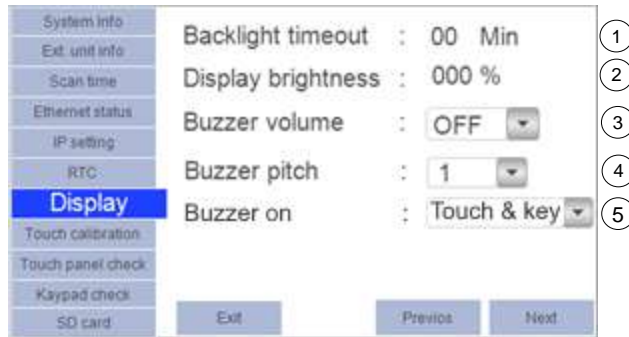 System info
Ext. unit info
Scan time
Ethernet status
IP setting
RTC
Display
Touch calibration
Touch panel check
Kaypad check
SD card
Backlight timeout : 00 Min 1
Display brightness : 000 % 2
Buzzer volume : OFF 3
Buzzer pitch : 1 4
Buzzer on : Touch & key 5
Exit Previos Next